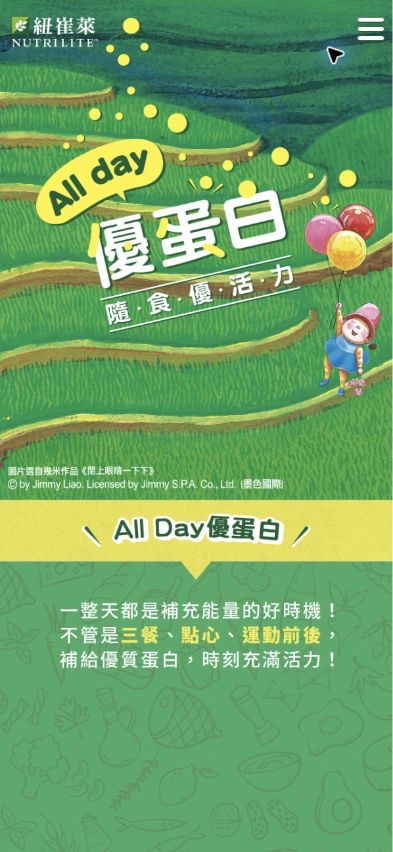 紐崔萊
NUTRILITE™
All day
優蛋白
隨·食·優·活·力
圖片選自幾米作品《閉上眼睛一下下》
© by Jimmy Liao. Licensed by Jimmy S.P.A. Co., Ltd. (墨色國際)
All Day優蛋白
一整天都是補充能量的好時機！
不管是三餐、點心、運動前後，
補給優質蛋白，時刻充滿活力！